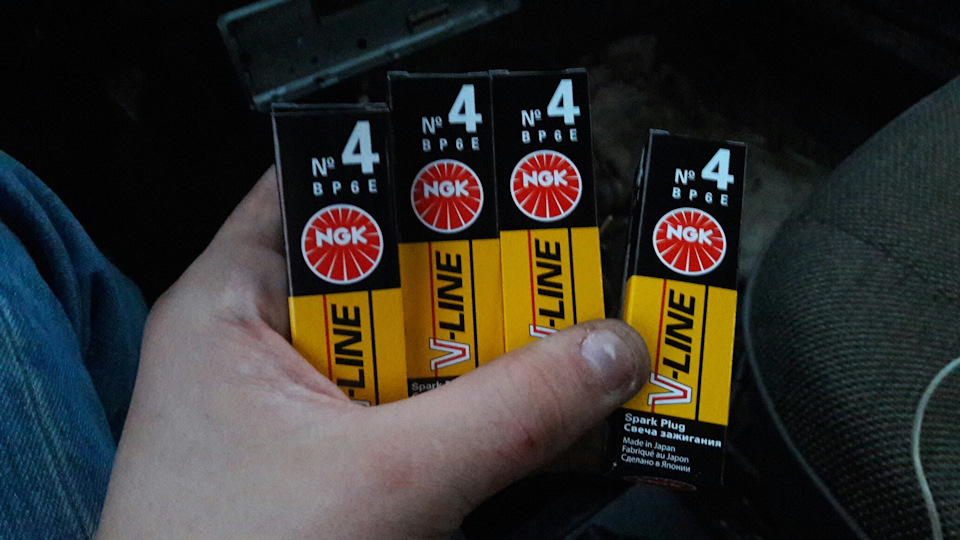 № 4
BP6E
NGK
-LINE
№ 4
BP6E
NGK
V-LINE
Spark
№ 4
BP6E
NGK
V-LINE
№ 4
BP6E
NGK
V-LINE
Spark Plug
Свеча зажигания
Made in Japan
Fabriqué au Japon
Сделано в Японии